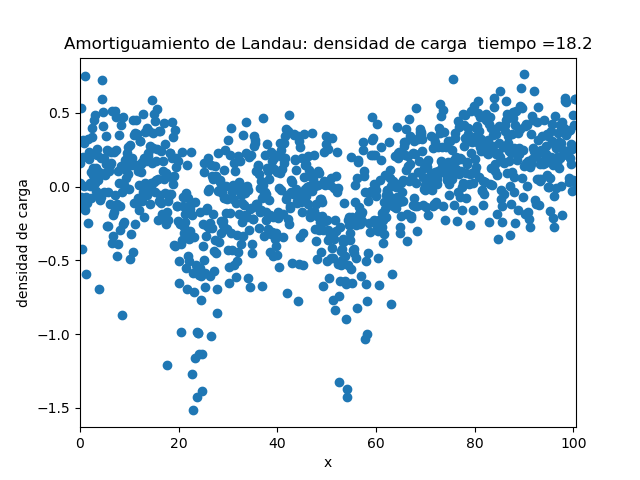 Amortiguamiento de Landau: densidad de carga  tiempo =18.2
densidad de carga
0.5
0.0
−0.5
−1.0
−1.5
0 20 40 60 80 100
x